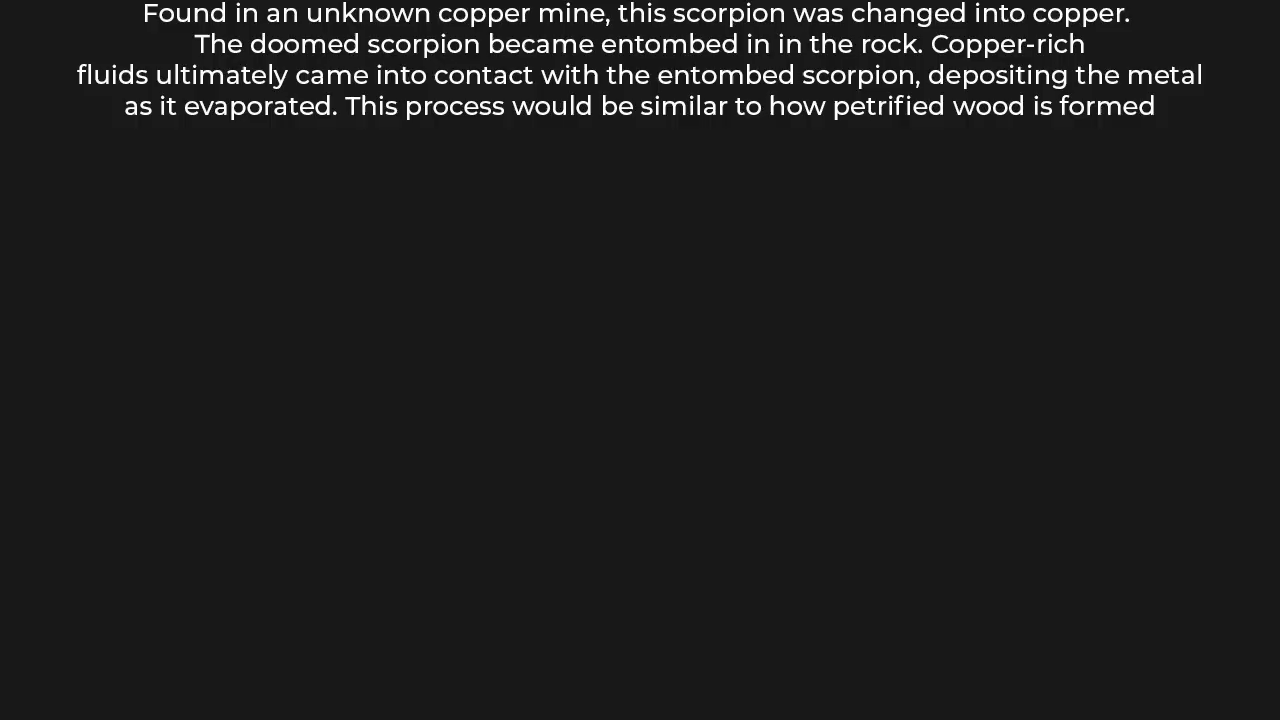 Found in an unknown copper mine, this scorpion was changed into copper.
The doomed scorpion became entombed in in the rock. Copper-rich
fluids ultimately came into contact with the entombed scorpion, depositing the metal
as it evaporated. This process would be similar to how petrified wood is formed